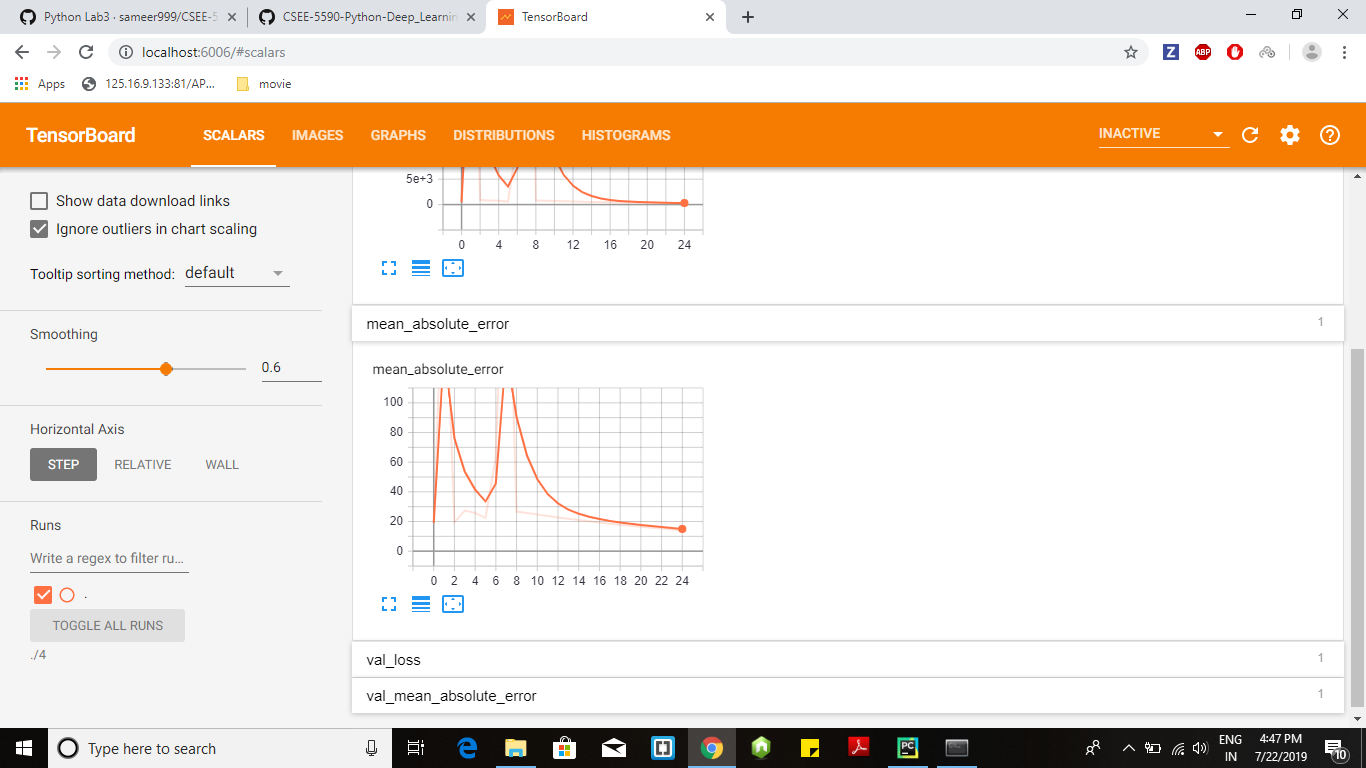 Python Lab3 · sameer999/CSEE-5
CSEE-5590-Python-Deep_Learnin
TensorBoard
localhost:6006/#scalars
Z
ABP
Apps
125.16.9.133:81/AP...
movie
TensorBoard
SCALARS
IMAGES
GRAPHS
DISTRIBUTIONS
HISTOGRAMS
INACTIVE
Show data download links
Ignore outliers in chart scaling
Tooltip sorting method: default
Smoothing
0.6
Horizontal Axis
STEP
RELATIVE
WALL
Runs
Write a regex to filter ru...
.
TOGGLE ALL RUNS
./4
5e+3
0
0 4 8 12 16 20 24
mean_absolute_error 1
mean_absolute_error
100
80
60
40
20
0
0 2 4 6 8 10 12 14 16 18 20 22 24
val_loss 1
val_mean_absolute_error 1
Type here to search
PC
ENG
IN
4:47 PM
7/22/2019
10